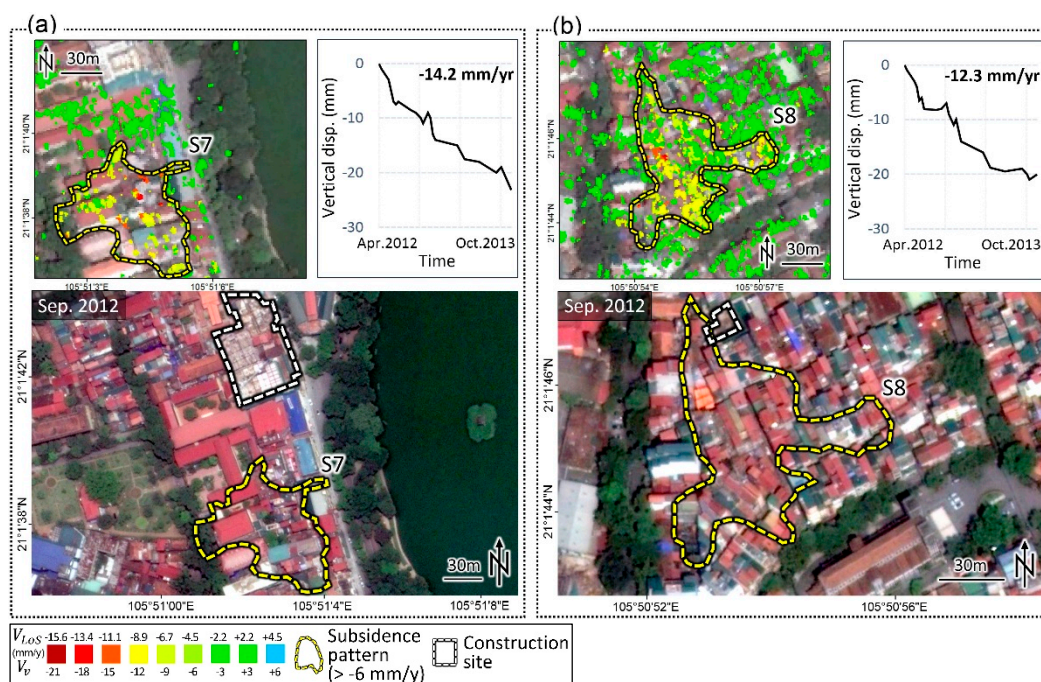 (a)
N
30m
S7
21°1'40"N
21°1'38"N
105°51'3"E
105°51'6"E
-14.2 mm/yr
Vertical disp. (mm)
0
-10
-20
-30
Apr.2012
Oct.2013
Time
Sep. 2012
S7
21°1'42"N
21°1'38"N
30m
N
105°51'00"E
105°51'4"E
105°51'8"E
(b)
S8
21°1'46"N
21°1'44"N
N
30m
105°50'54"E
105°50'57"E
-12.3 mm/yr
Vertical disp. (mm)
0
-10
-20
-30
Apr.2012
Oct.2013
Time
Sep. 2012
S8
21°1'46"N
21°1'44"N
30m
N
105°50'52"E
105°50'56"E
VLoS -15.6 -13.4 -11.1 -8.9 -6.7 -4.5 -2.2 +2.2 +4.5
(mm/y)
Vv -21 -18 -15 -12 -9 -6 -3 +3 +6
Subsidence
pattern
(> -6 mm/y)
Construction
site